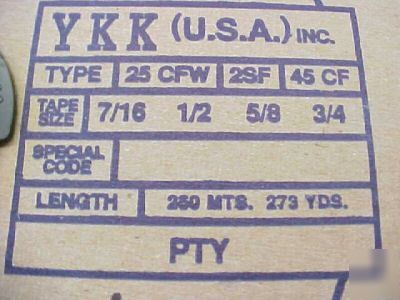 YKK (U.S.A.) INC.
TYPE 25 CFW 2SF 45 CF
TAPE SIZE 7/16 1/2 5/8 3/4
SPECIAL CODE
LENGTH 250 MTS. 273 YDS.
PTY